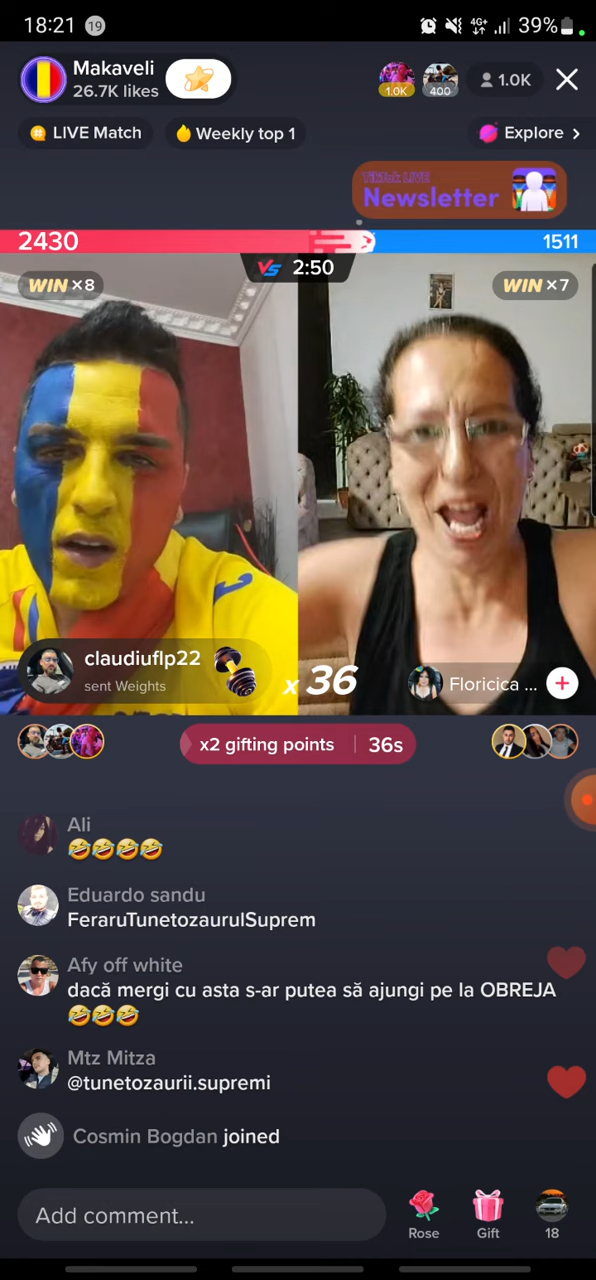 18:21 19 4G+ 39%
Makaveli
26.7K likes
1.0K 400 1.0K
LIVE Match Weekly top 1 Explore >
TikTok LIVE
Newsletter
2430 VS 2:50 1511
WIN ×8 WIN ×7
claudiuflp22
sent Weights
x 36
Floricica ...
x2 gifting points 36s
Ali
🤣🤣🤣🤣
Eduardo sandu
FeraruTunetozaurulSuprem
Afy off white
dacă mergi cu asta s-ar putea să ajungi pe la OBREJA
🤣🤣🤣
Mtz Mitza
@tunetozaurii.supremi
Cosmin Bogdan joined
Add comment...
Rose Gift 18